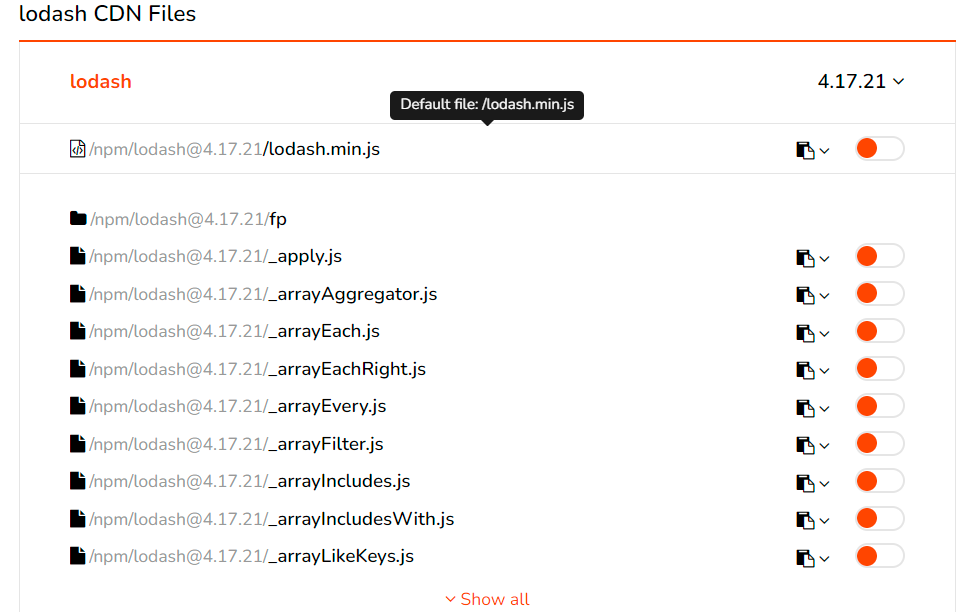 lodash CDN Files
lodash 4.17.21
Default file: /lodash.min.js
/npm/lodash@4.17.21/lodash.min.js
/npm/lodash@4.17.21/fp
/npm/lodash@4.17.21/_apply.js
/npm/lodash@4.17.21/_arrayAggregator.js
/npm/lodash@4.17.21/_arrayEach.js
/npm/lodash@4.17.21/_arrayEachRight.js
/npm/lodash@4.17.21/_arrayEvery.js
/npm/lodash@4.17.21/_arrayFilter.js
/npm/lodash@4.17.21/_arrayIncludes.js
/npm/lodash@4.17.21/_arrayIncludesWith.js
/npm/lodash@4.17.21/_arrayLikeKeys.js
Show all